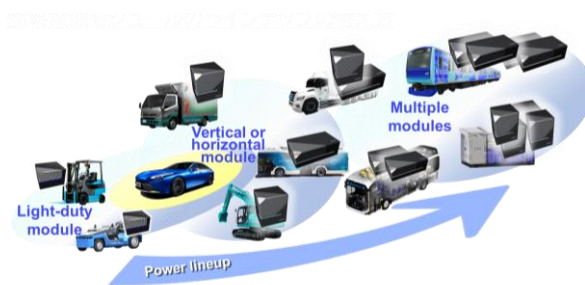 Vertical or
horizontal
module
Multiple
modules
Light-duty
module
Power lineup